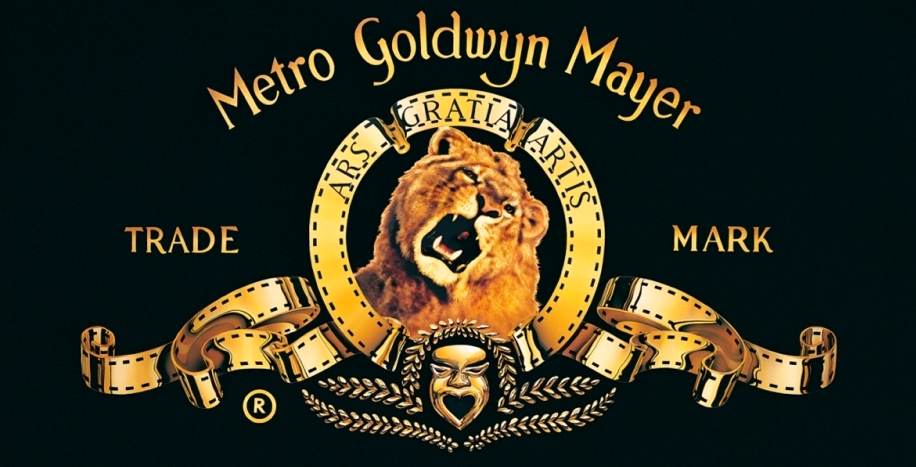 Metro Goldwyn Mayer
ARS GRATIA ARTIS
TRADE MARK
®